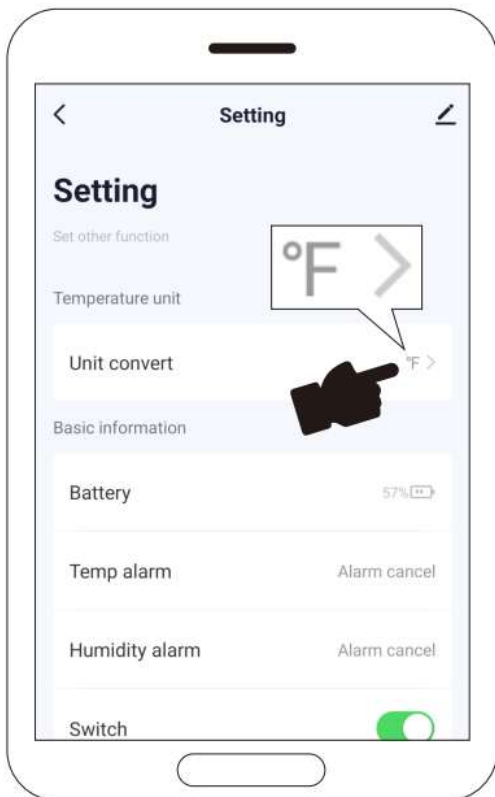 Setting
Setting
Set other function
°F >
Temperature unit
Unit convert °F >
Basic information
Battery 57%
Temp alarm Alarm cancel
Humidity alarm Alarm cancel
Switch